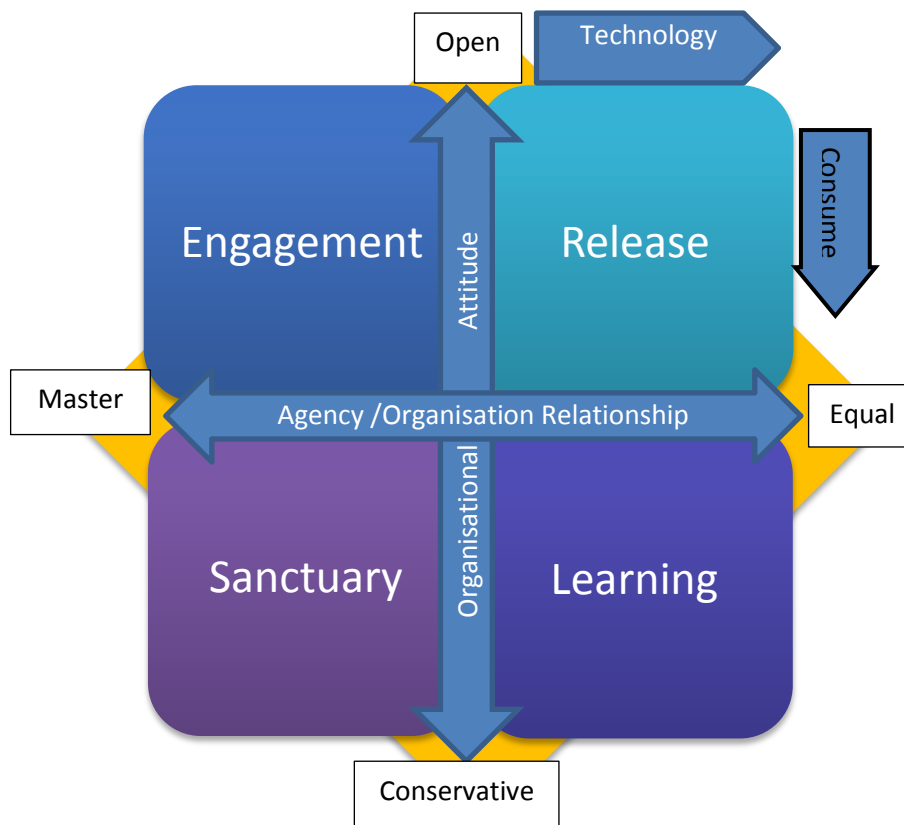 Open
Technology
Consume
Engagement
Release
Attitude
Master
Agency /Organisation Relationship
Equal
Organisational
Sanctuary
Learning
Conservative